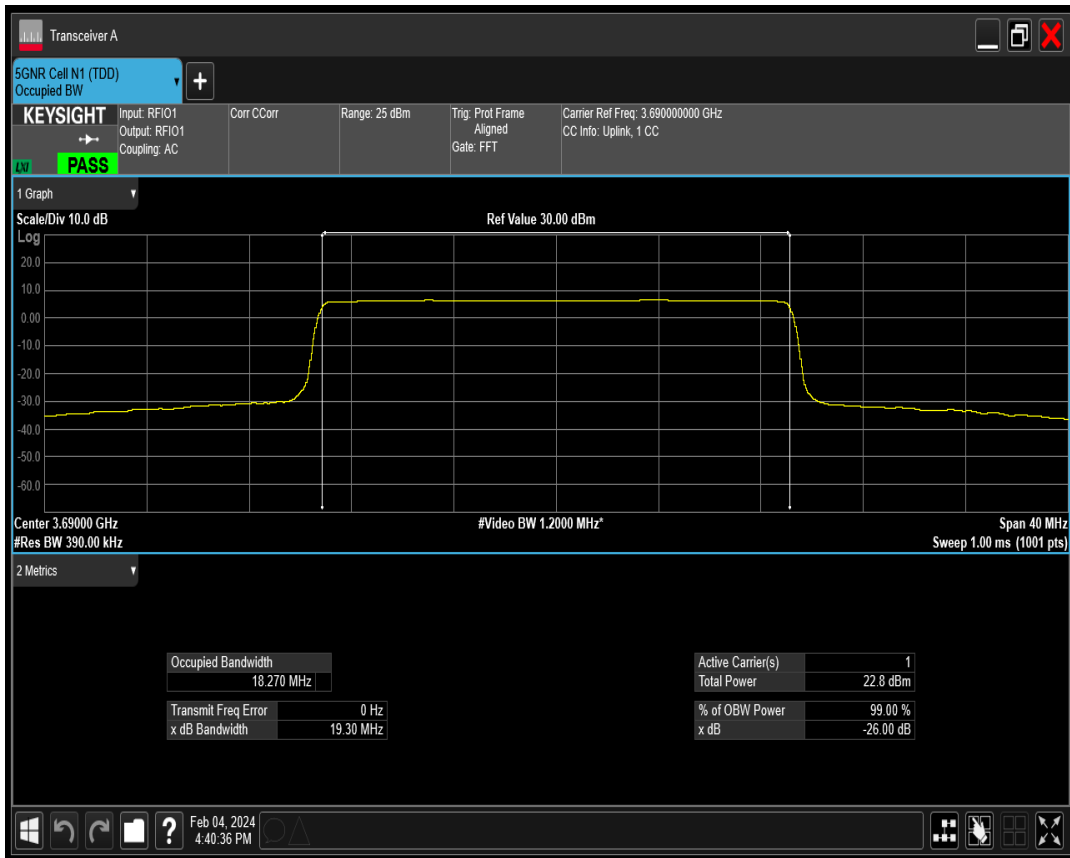 Transceiver A
5GNR Cell N1 (TDD)
Occupied BW
+
KEYSIGHT
LXI
PASS
Input: RFIO1
Output: RFIO1
Coupling: AC
Corr CCorr
Range: 25 dBm
Trig: Prot Frame
Aligned
Gate: FFT
Carrier Ref Freq: 3.690000000 GHz
CC Info: Uplink, 1 CC
1 Graph
Scale/Div 10.0 dB
Ref Value 30.00 dBm
Log
20.0
10.0
0.00
-10.0
-20.0
-30.0
-40.0
-50.0
-60.0
Center 3.69000 GHz
#Video BW 1.2000 MHz*
Span 40 MHz
#Res BW 390.00 kHz
Sweep 1.00 ms (1001 pts)
2 Metrics
Occupied Bandwidth
18.270 MHz
Transmit Freq Error 0 Hz
x dB Bandwidth 19.30 MHz
Active Carrier(s) 1
Total Power 22.8 dBm
% of OBW Power 99.00 %
x dB -26.00 dB
?
Feb 04, 2024
4:40:36 PM